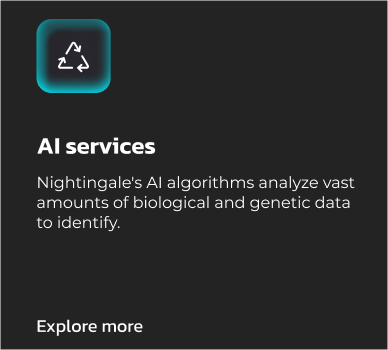 AI services
Nightingale's AI algorithms analyze vast
amounts of biological and genetic data
to identify.
Explore more